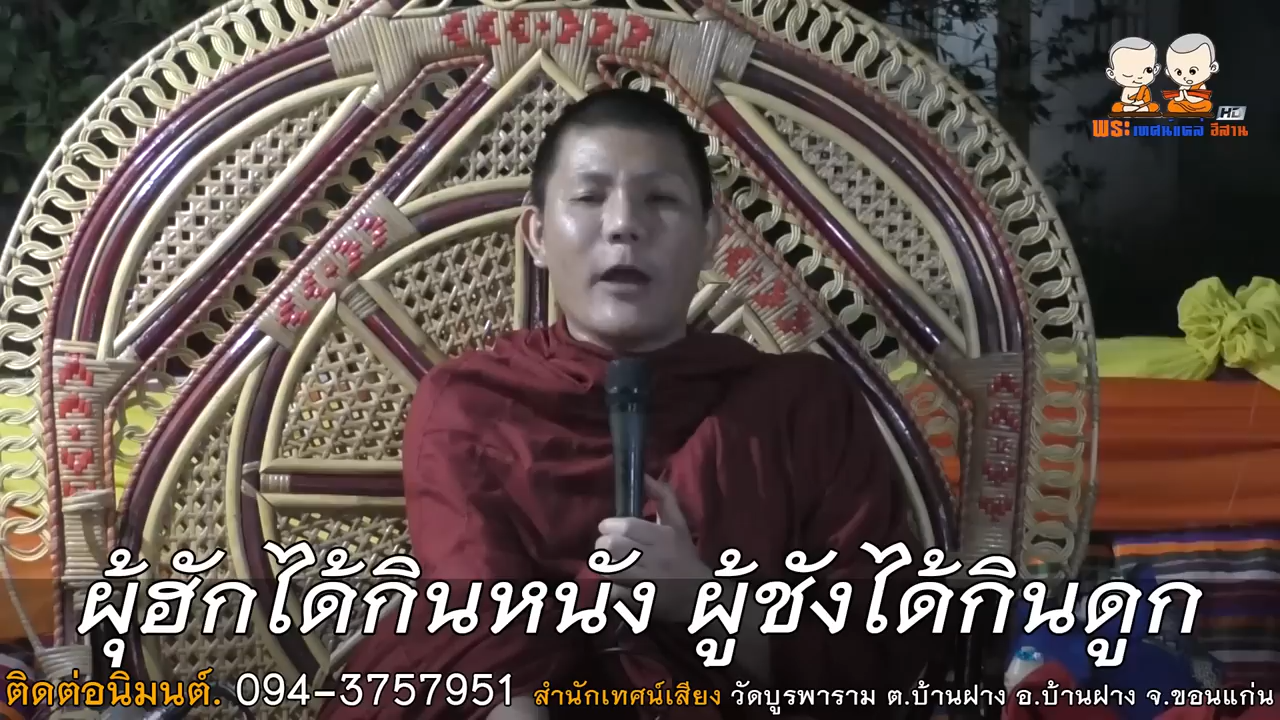 HD
พระ เทศน์แหล่ อีสาน
ผุ้ฮักได้กินหนัง ผู้ชังได้กินดูก
ติดต่อนิมนต์. 094-3757951 สำนักเทศน์เสียง วัดบูรพาราม ต.บ้านฝาง อ.บ้านฝาง จ.ขอนแก่น